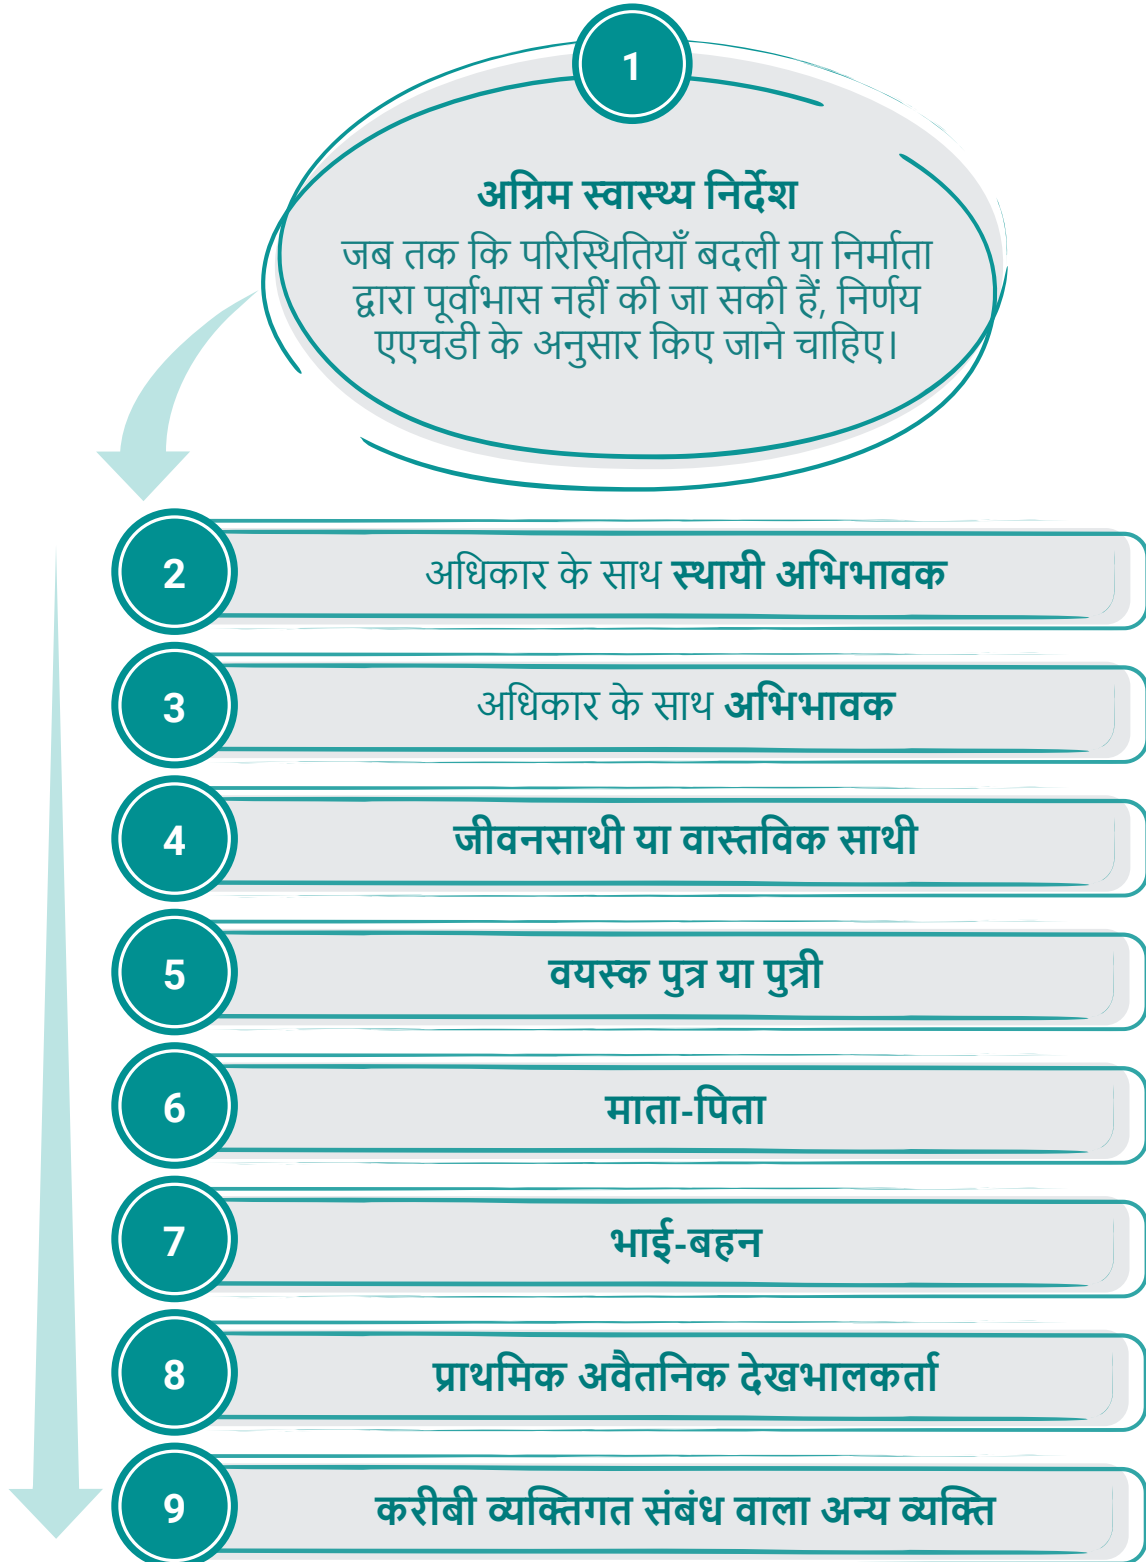 1
अग्रिम स्वास्थ्य निर्देश
जब तक कि परिस्थितियाँ बदली या निर्माता
द्वारा पूर्वाभास नहीं की जा सकी हैं, निर्णय
एएचडी के अनुसार किए जाने चाहिए।
2
अधिकार के साथ स्थायी अभिभावक
3
अधिकार के साथ अभिभावक
4
जीवनसाथी या वास्तविक साथी
5
वयस्क पुत्र या पुत्री
6
माता-पिता
7
भाई-बहन
8
प्राथमिक अवैतनिक देखभालकर्ता
9
करीबी व्यक्तिगत संबंध वाला अन्य व्यक्ति